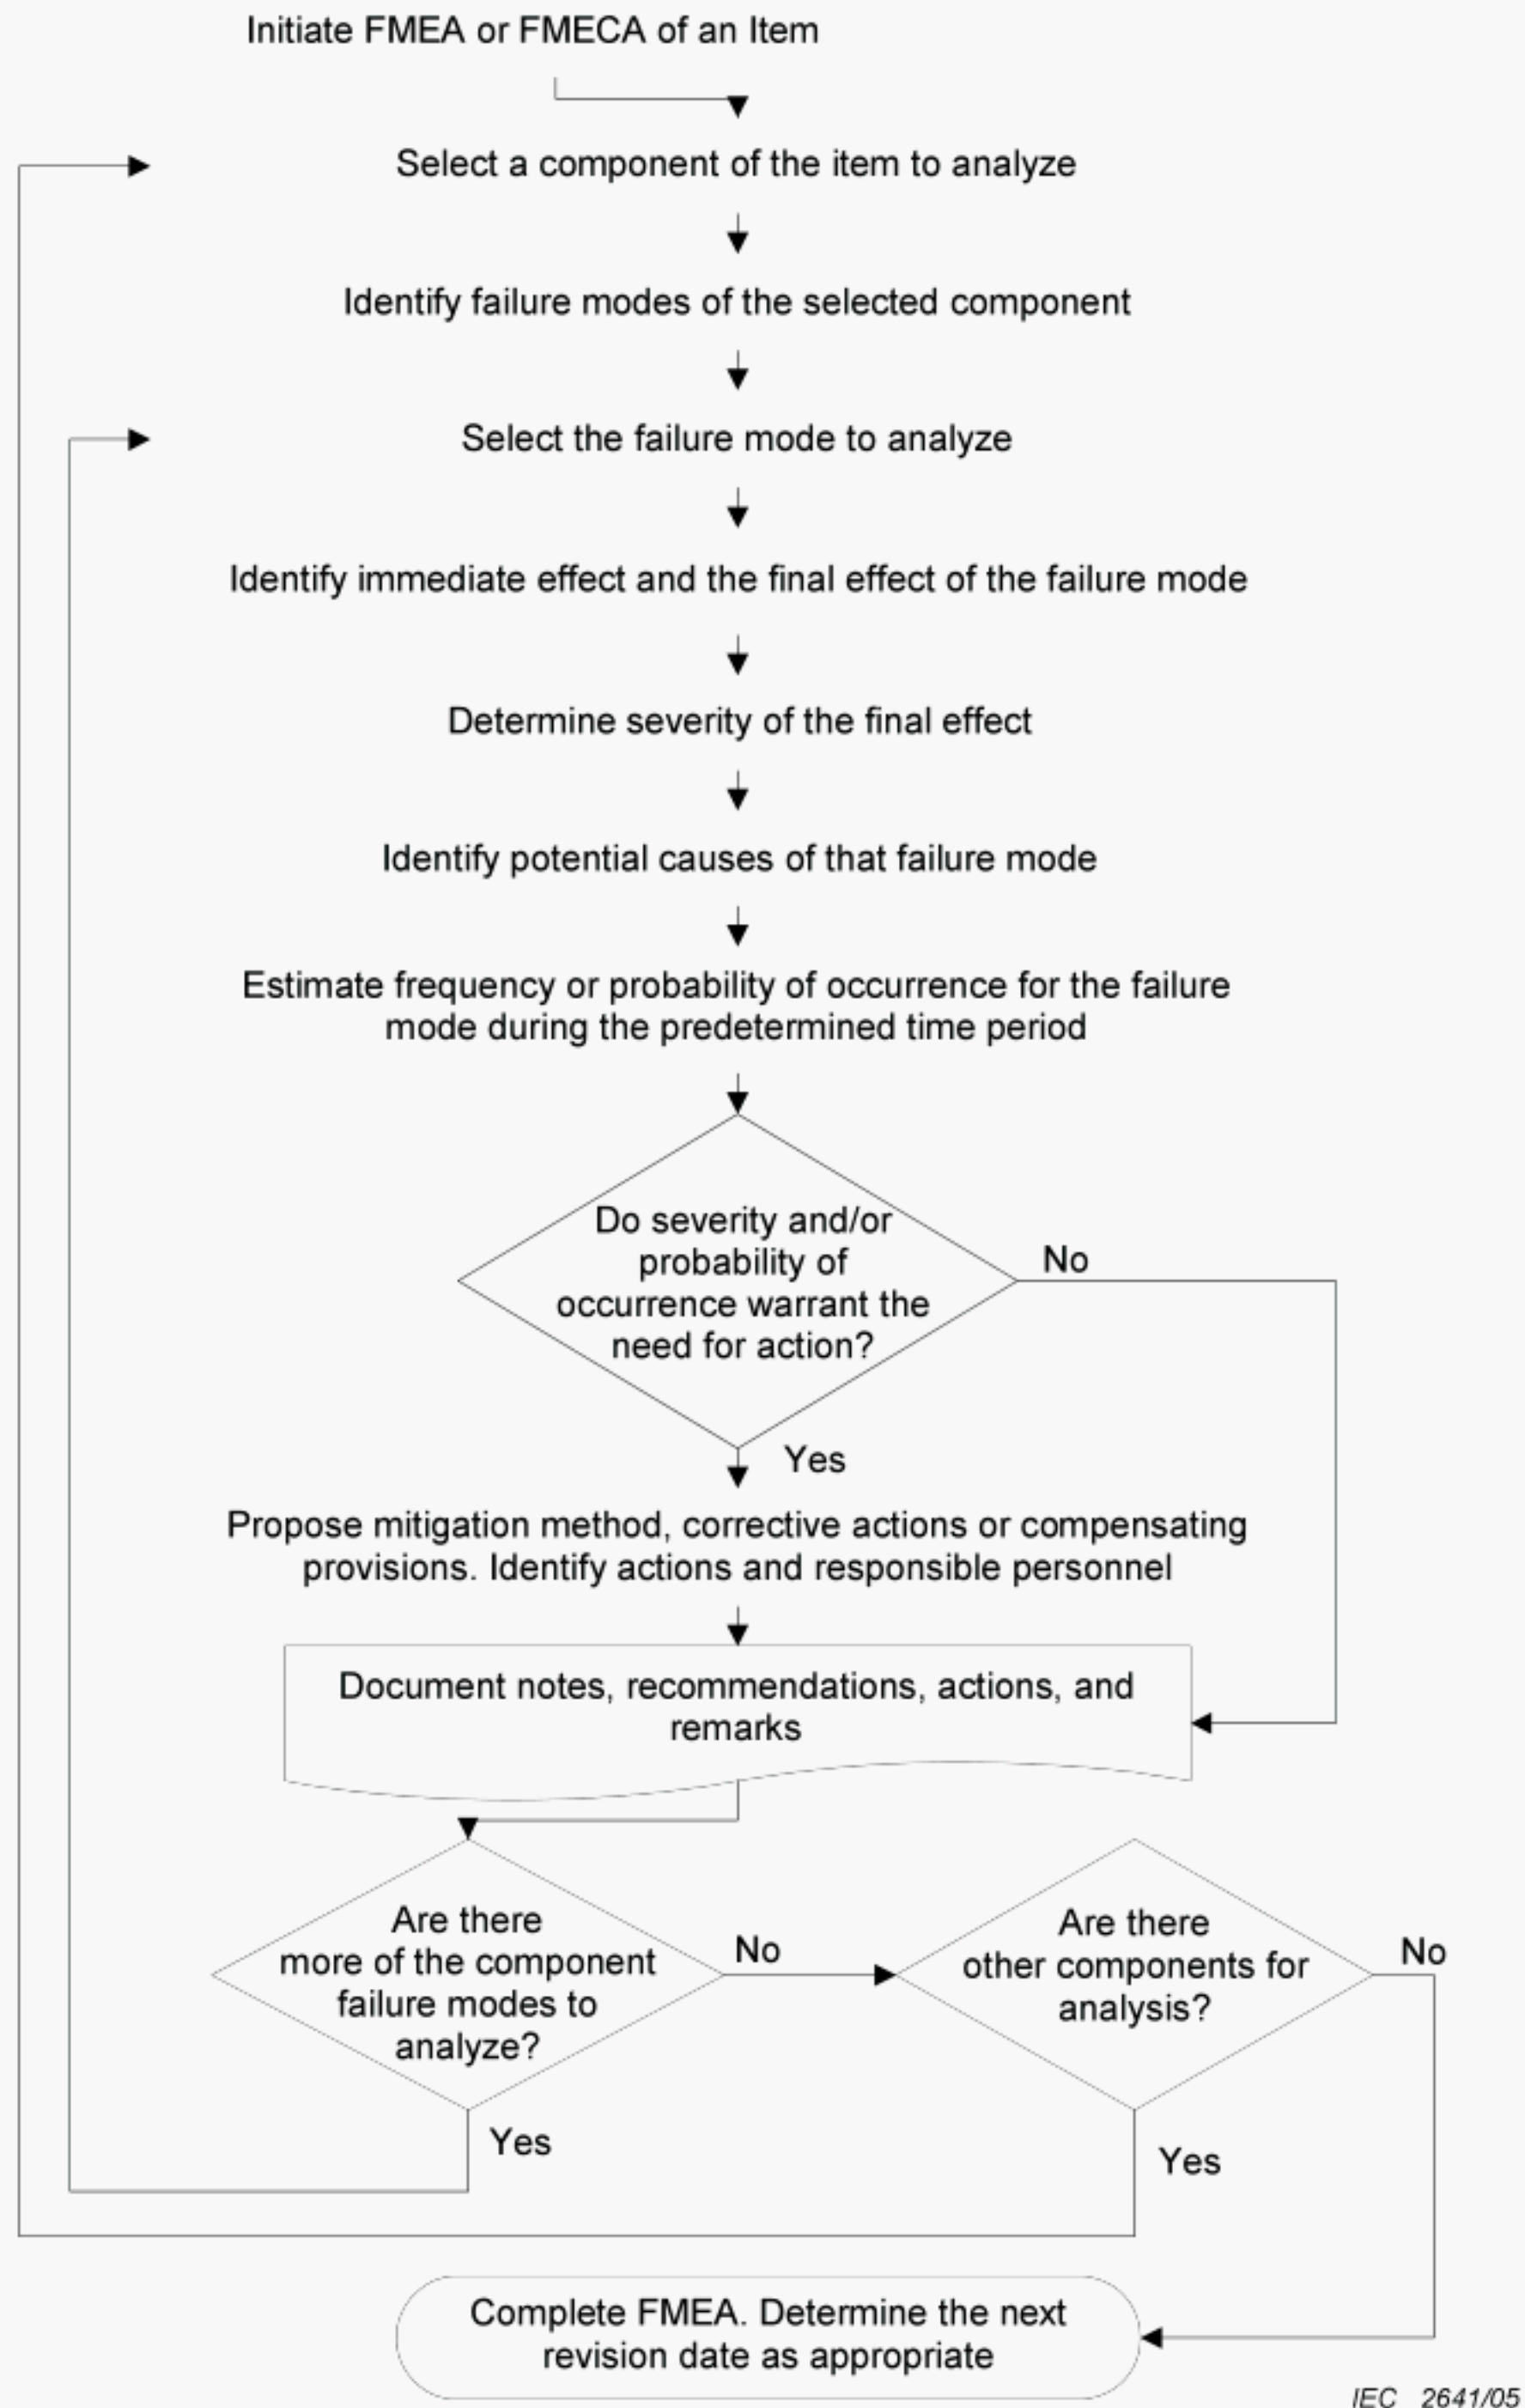 Initiate FMEA or FMECA of an Item
Select a component of the item to analyze
Identify failure modes of the selected component
Select the failure mode to analyze
Identify immediate effect and the final effect of the failure mode
Determine severity of the final effect
Identify potential causes of that failure mode
Estimate frequency or probability of occurrence for the failure
mode during the predetermined time period
Do severity and/or
probability of
occurrence warrant the
need for action?
No
Yes
Propose mitigation method, corrective actions or compensating
provisions. Identify actions and responsible personnel
Document notes, recommendations, actions, and
remarks
Are there
more of the component
failure modes to
analyze?
No
Yes
Are there
other components for
analysis?
No
Yes
Complete FMEA. Determine the next
revision date as appropriate
IEC 2641/05